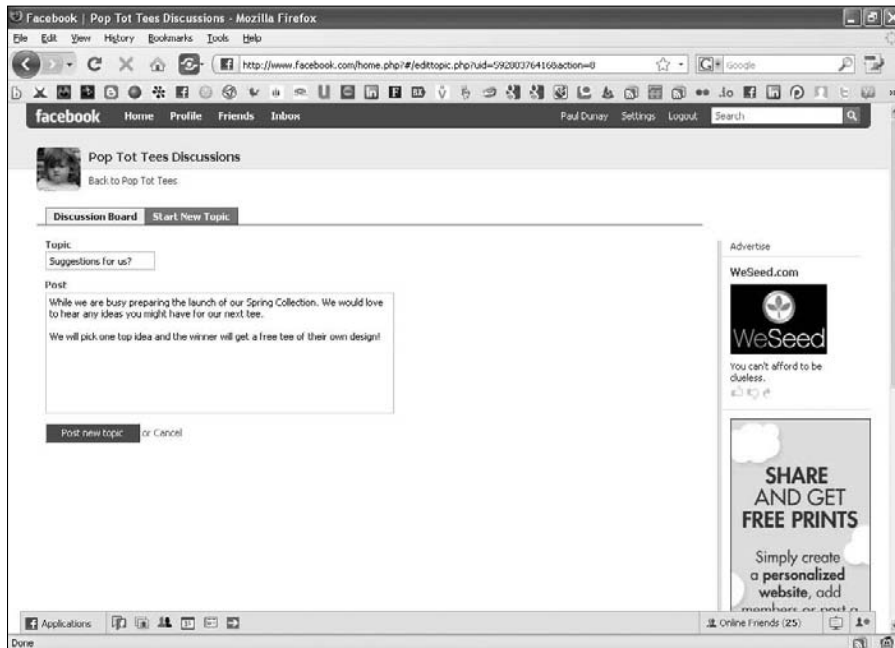 Facebook | Pop Tot Tees Discussions - Mozilla Firefox
File Edit View History Bookmarks Tools Help
http://www.facebook.com/home.php?#/edittopic.php?uid=59200376416&action=8
Google
facebook Home Profile Friends Inbox Paul Dunay Settings Logout Search
Pop Tot Tees Discussions
Back to Pop Tot Tees
Discussion Board Start New Topic
Topic
Suggestions for us?
Post
While we are busy preparing the launch of our Spring Collection. We would love
to hear any ideas you might have for our next tee.
We will pick one top idea and the winner will get a free tee of their own design!
Post new topic or Cancel
Advertise
WeSeed.com
WeSeed
You can't afford to be
clueless.
SHARE
AND GET
FREE PRINTS
Simply create
a personalized
website, add
members or post a
Applications
Online Friends (25)
Done